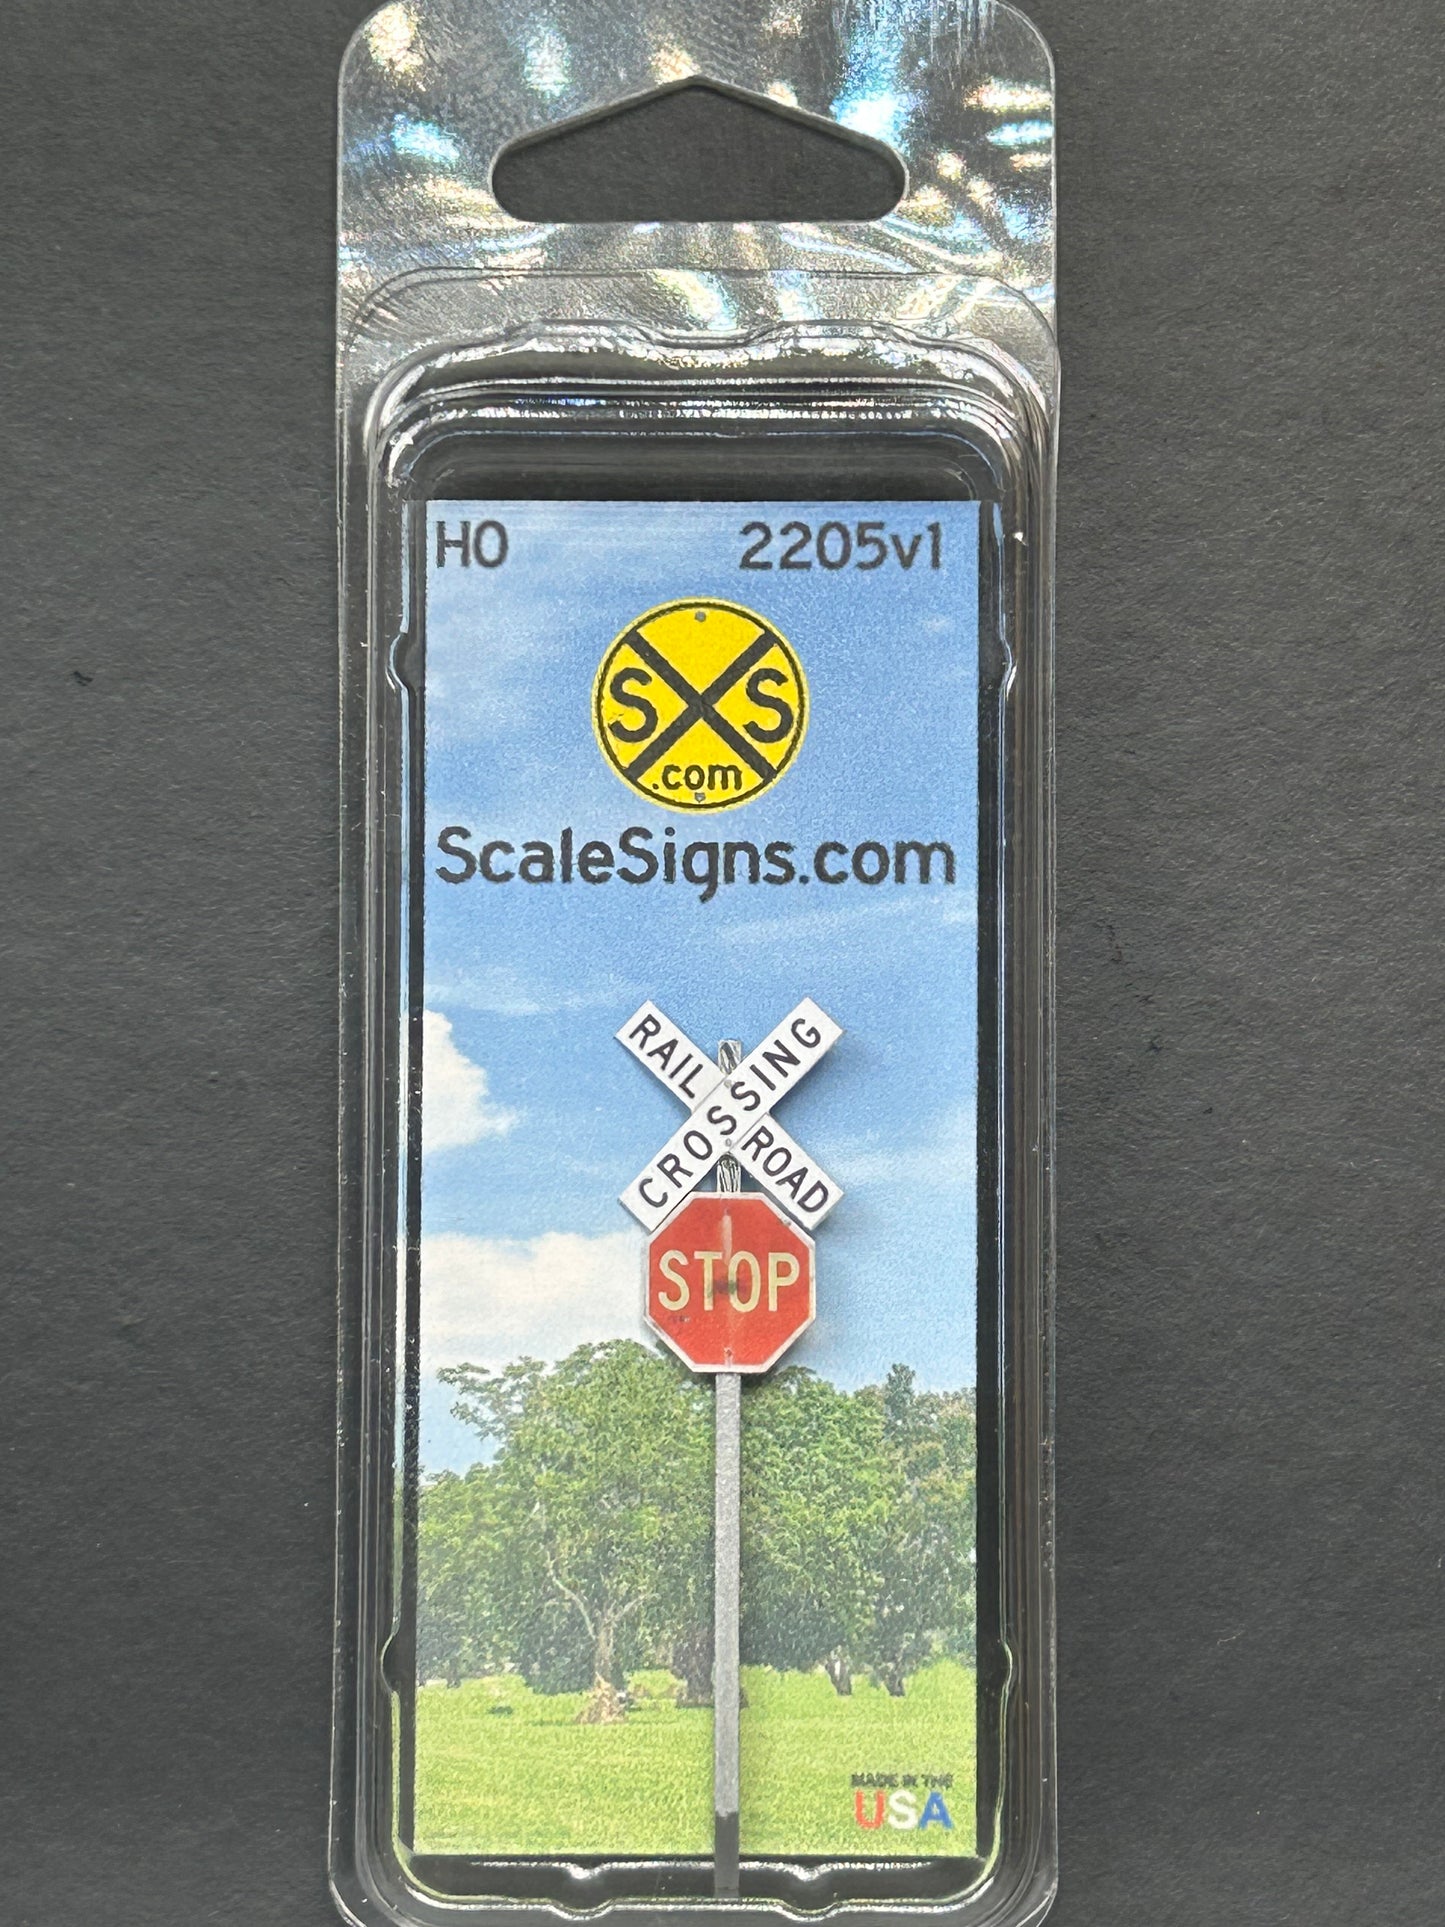 HO 2205v1
S S
.com
ScaleSigns.com
RAIL ROAD
CROSSING
STOP
MADE IN THE
USA